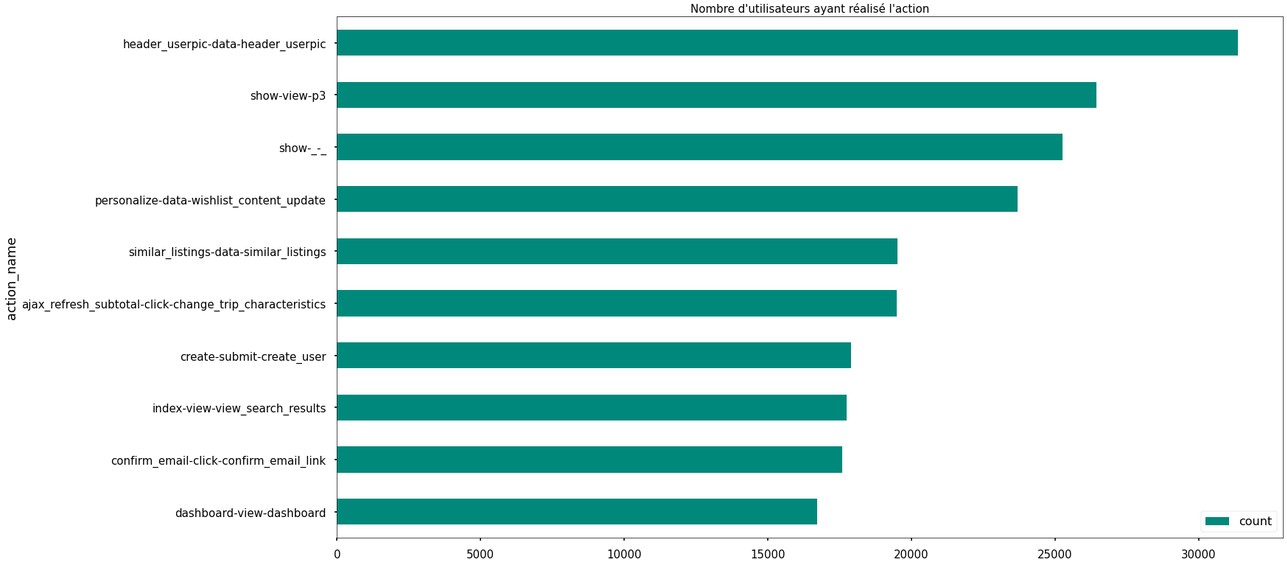 Nombre d'utilisateurs ayant réalisé l'action
action_name
header_userpic-data-header_userpic
show-view-p3
show-_-_
personalize-data-wishlist_content_update
similar_listings-data-similar_listings
ajax_refresh_subtotal-click-change_trip_characteristics
create-submit-create_user
index-view-view_search_results
confirm_email-click-confirm_email_link
dashboard-view-dashboard
count
0 5000 10000 15000 20000 25000 30000